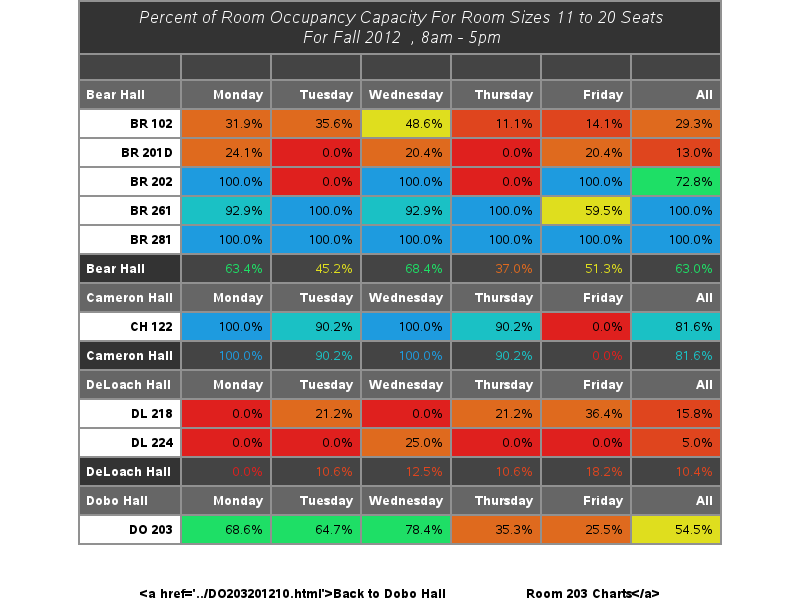 Percent of Room Occupancy Capacity For Room Sizes 11 to 20 Seats
For Fall 2012 , 8am - 5pm
Bear Hall Monday Tuesday Wednesday Thursday Friday All
BR 102 31.9% 35.6% 48.6% 11.1% 14.1% 29.3%
BR 201D 24.1% 0.0% 20.4% 0.0% 20.4% 13.0%
BR 202 100.0% 0.0% 100.0% 0.0% 100.0% 72.8%
BR 261 92.9% 100.0% 92.9% 100.0% 59.5% 100.0%
BR 281 100.0% 100.0% 100.0% 100.0% 100.0% 100.0%
Bear Hall 63.4% 45.2% 68.4% 37.0% 51.3% 63.0%
Cameron Hall Monday Tuesday Wednesday Thursday Friday All
CH 122 100.0% 90.2% 100.0% 90.2% 0.0% 81.6%
Cameron Hall 100.0% 90.2% 100.0% 90.2% 0.0% 81.6%
DeLoach Hall Monday Tuesday Wednesday Thursday Friday All
DL 218 0.0% 21.2% 0.0% 21.2% 36.4% 15.8%
DL 224 0.0% 0.0% 25.0% 0.0% 0.0% 5.0%
DeLoach Hall 0.0% 10.6% 12.5% 10.6% 18.2% 10.4%
Dobo Hall Monday Tuesday Wednesday Thursday Friday All
DO 203 68.6% 64.7% 78.4% 35.3% 25.5% 54.5%
<a href='../DO203201210.html'>Back to Dobo Hall Room 203 Charts</a>